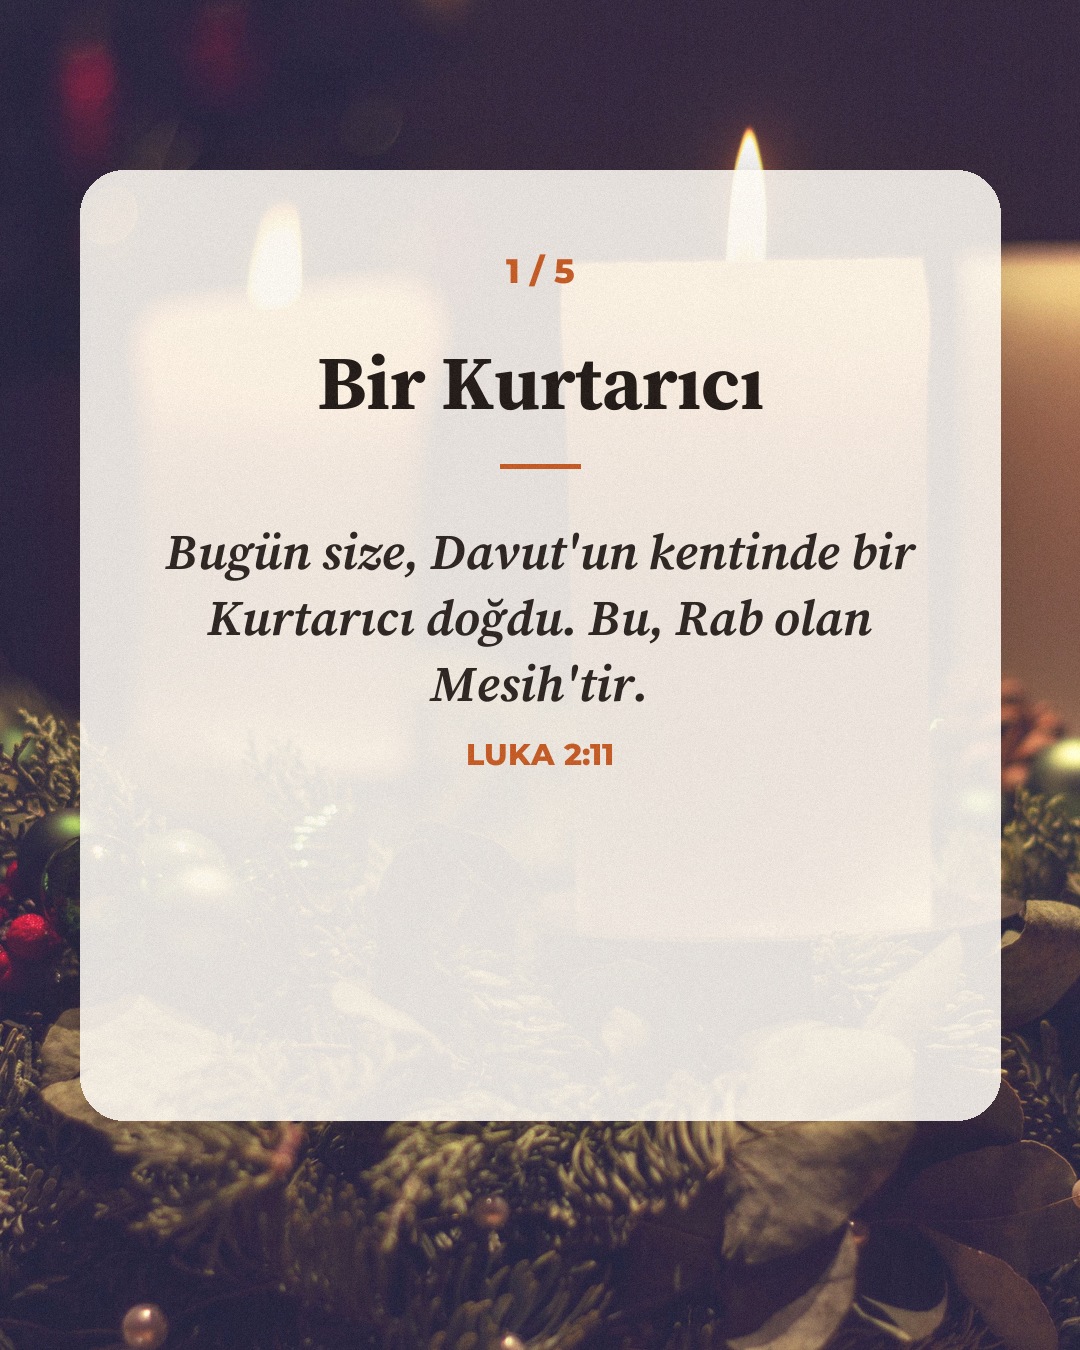 1 / 5
Bir Kurtarıcı
Bugün size, Davut'un kentinde bir
Kurtarıcı doğdu. Bu, Rab olan
Mesih'tir.
LUKA 2:11